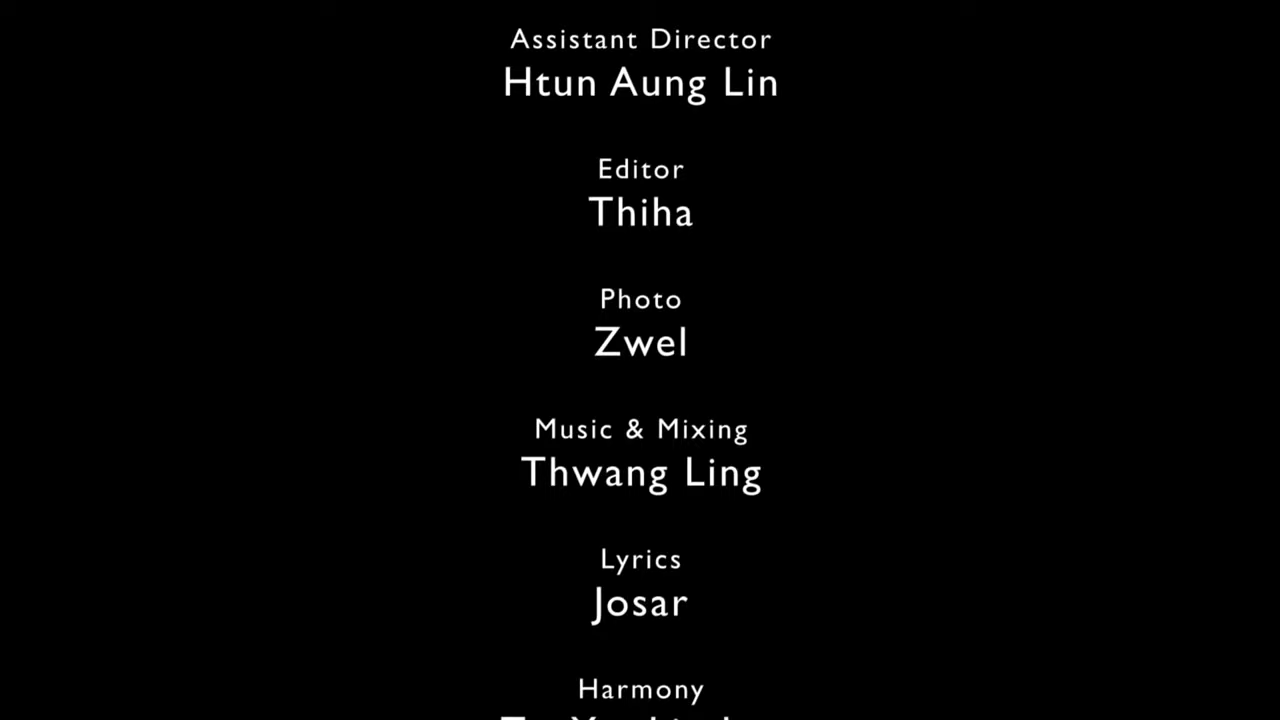 Assistant Director
Htun Aung Lin
Editor
Thiha
Photo
Zwel
Music & Mixing
Thwang Ling
Lyrics
Josar
Harmony